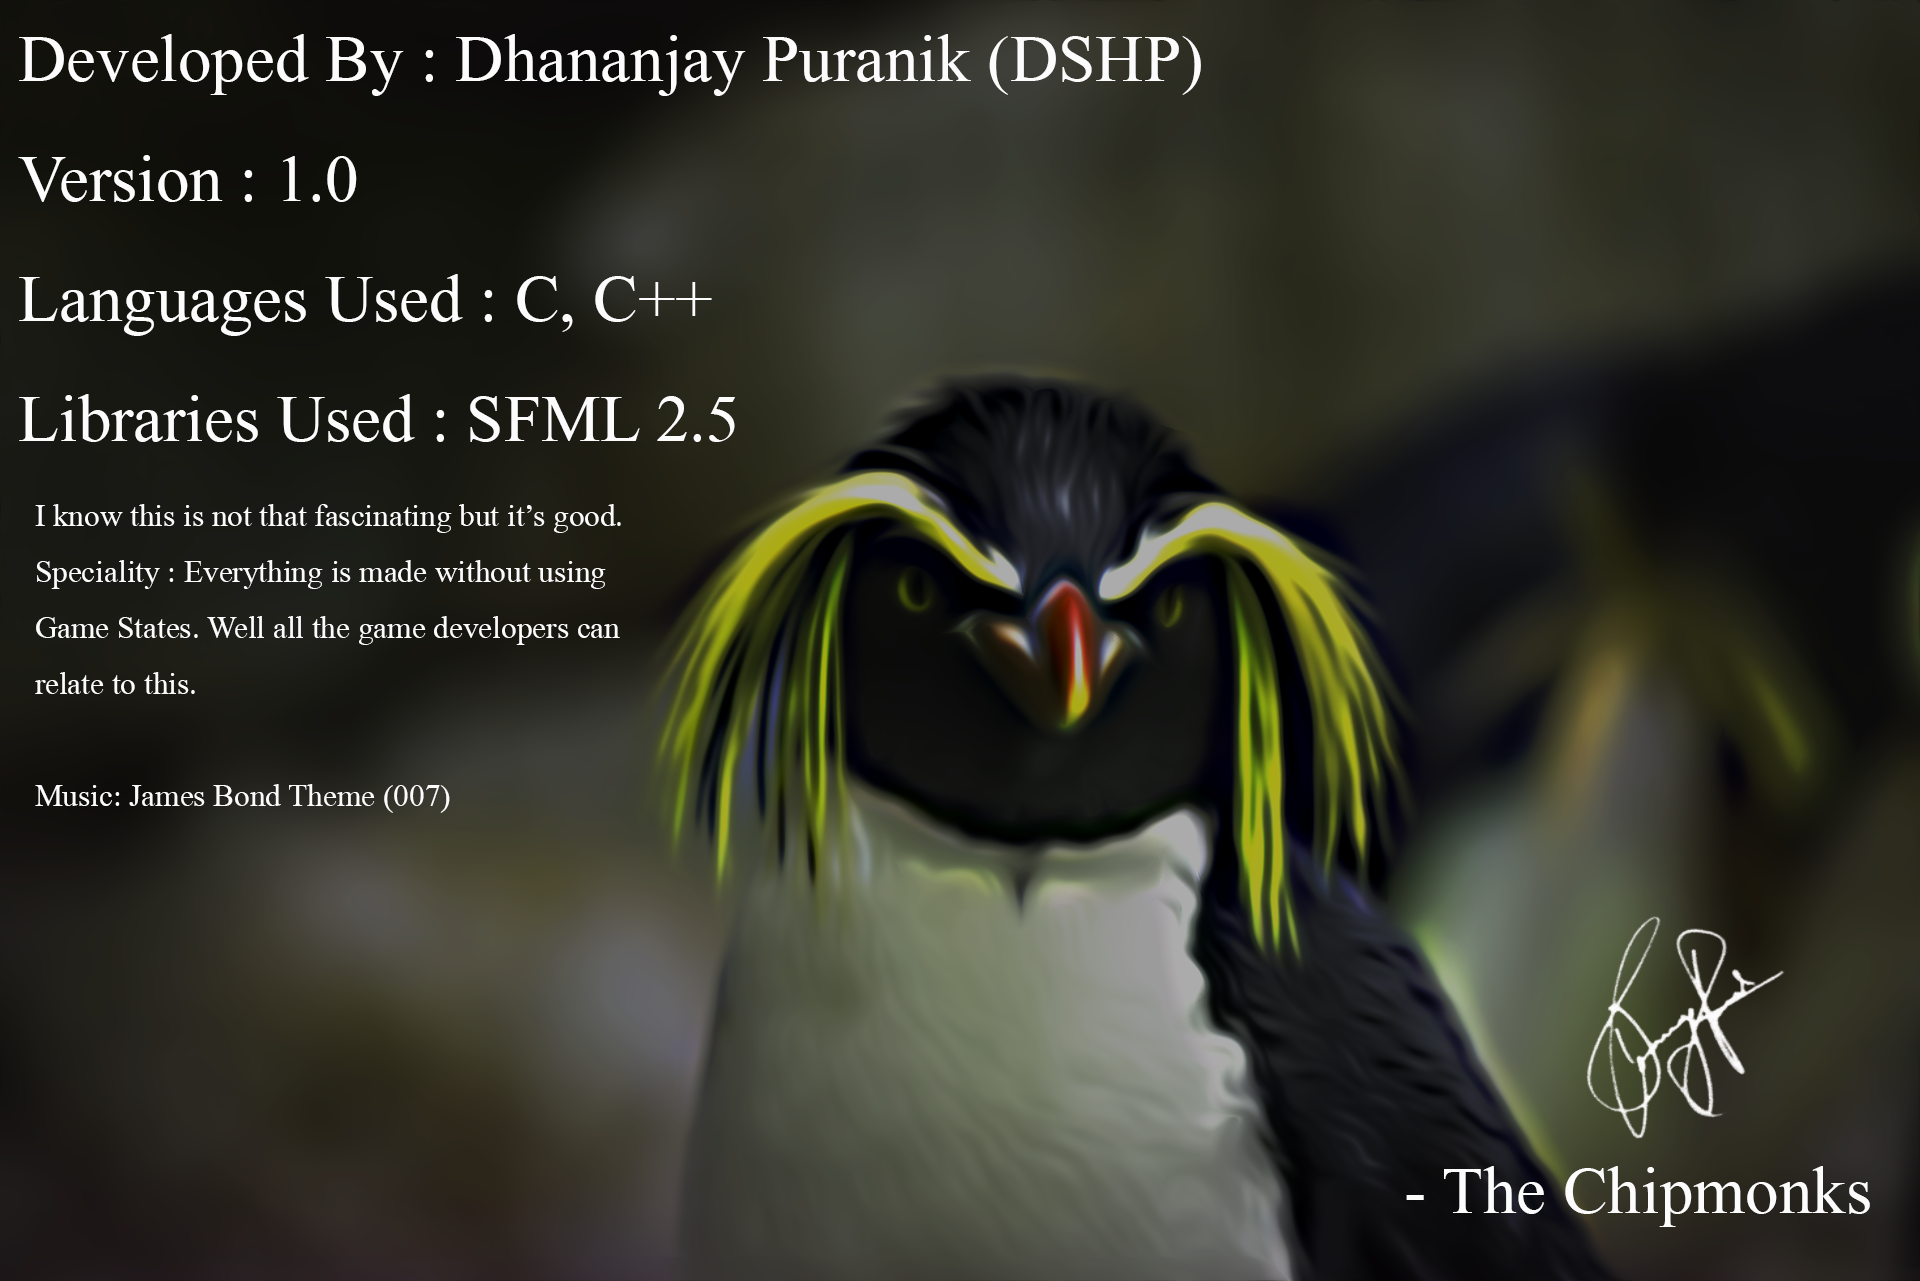 Developed By : Dhananjay Puranik (DSHP)
Version : 1.0
Languages Used : C, C++
Libraries Used : SFML 2.5
I know this is not that fascinating but it’s good.
Speciality : Everything is made without using
Game States. Well all the game developers can
relate to this.
Music: James Bond Theme (007)
- The Chipmonks